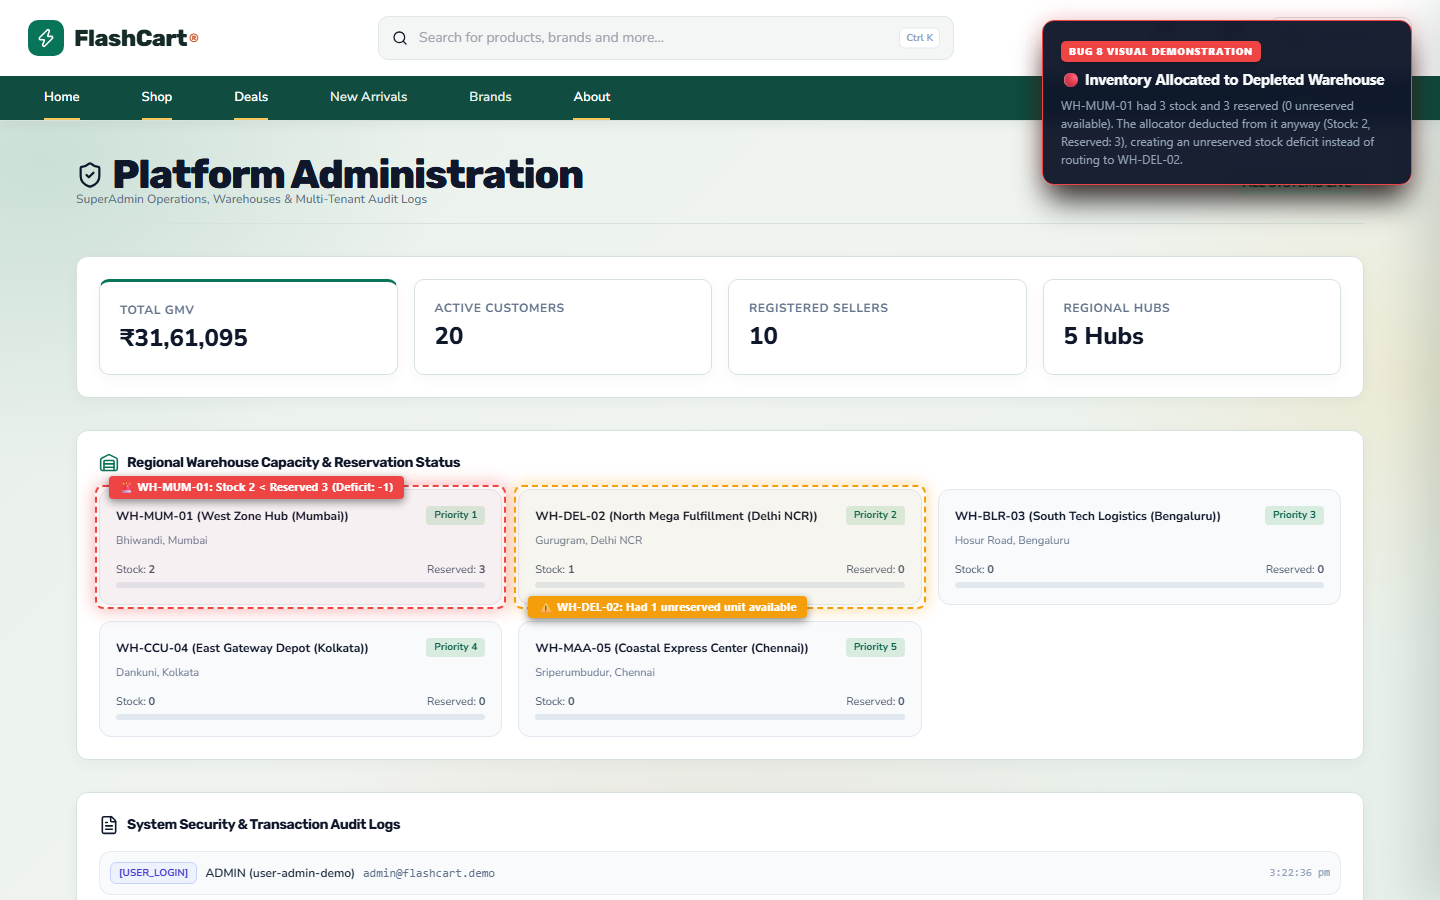 FlashCart®
Search for products, brands and more...
Ctrl K
Home
Shop
Deals
New Arrivals
Brands
About
BUG 8 VISUAL DEMONSTRATION
Inventory Allocated to Depleted Warehouse
WH-MUM-01 had 3 stock and 3 reserved (0 unreserved
available). The allocator deducted from it anyway (Stock: 2,
Reserved: 3), creating an unreserved stock deficit instead of
routing to WH-DEL-02.
Platform Administration
SuperAdmin Operations, Warehouses & Multi-Tenant Audit Logs
TOTAL GMV
₹31,61,095
ACTIVE CUSTOMERS
20
REGISTERED SELLERS
10
REGIONAL HUBS
5 Hubs
Regional Warehouse Capacity & Reservation Status
WH-MUM-01: Stock 2 < Reserved 3 (Deficit: -1)
WH-MUM-01 (West Zone Hub (Mumbai))
Priority 1
Bhiwandi, Mumbai
Stock: 2
Reserved: 3
WH-DEL-02 (North Mega Fulfillment (Delhi NCR))
Priority 2
Gurugram, Delhi NCR
Stock: 1
Reserved: 0
WH-DEL-02: Had 1 unreserved unit available
WH-BLR-03 (South Tech Logistics (Bengaluru))
Priority 3
Hosur Road, Bengaluru
Stock: 0
Reserved: 0
WH-CCU-04 (East Gateway Depot (Kolkata))
Priority 4
Dankuni, Kolkata
Stock: 0
Reserved: 0
WH-MAA-05 (Coastal Express Center (Chennai))
Priority 5
Sriperumbudur, Chennai
Stock: 0
Reserved: 0
System Security & Transaction Audit Logs
[USER_LOGIN]
ADMIN (user-admin-demo)
admin@flashcart.demo
3:22:36 pm